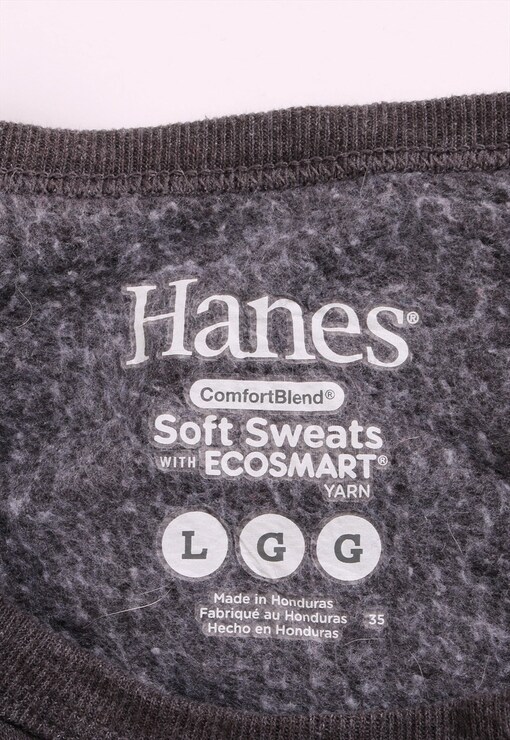 Hanes®
ComfortBlend®
Soft Sweats
WITH ECOSMART®
YARN
L G G
Made in Honduras
Fabriqué au Honduras 35
Hecho en Honduras